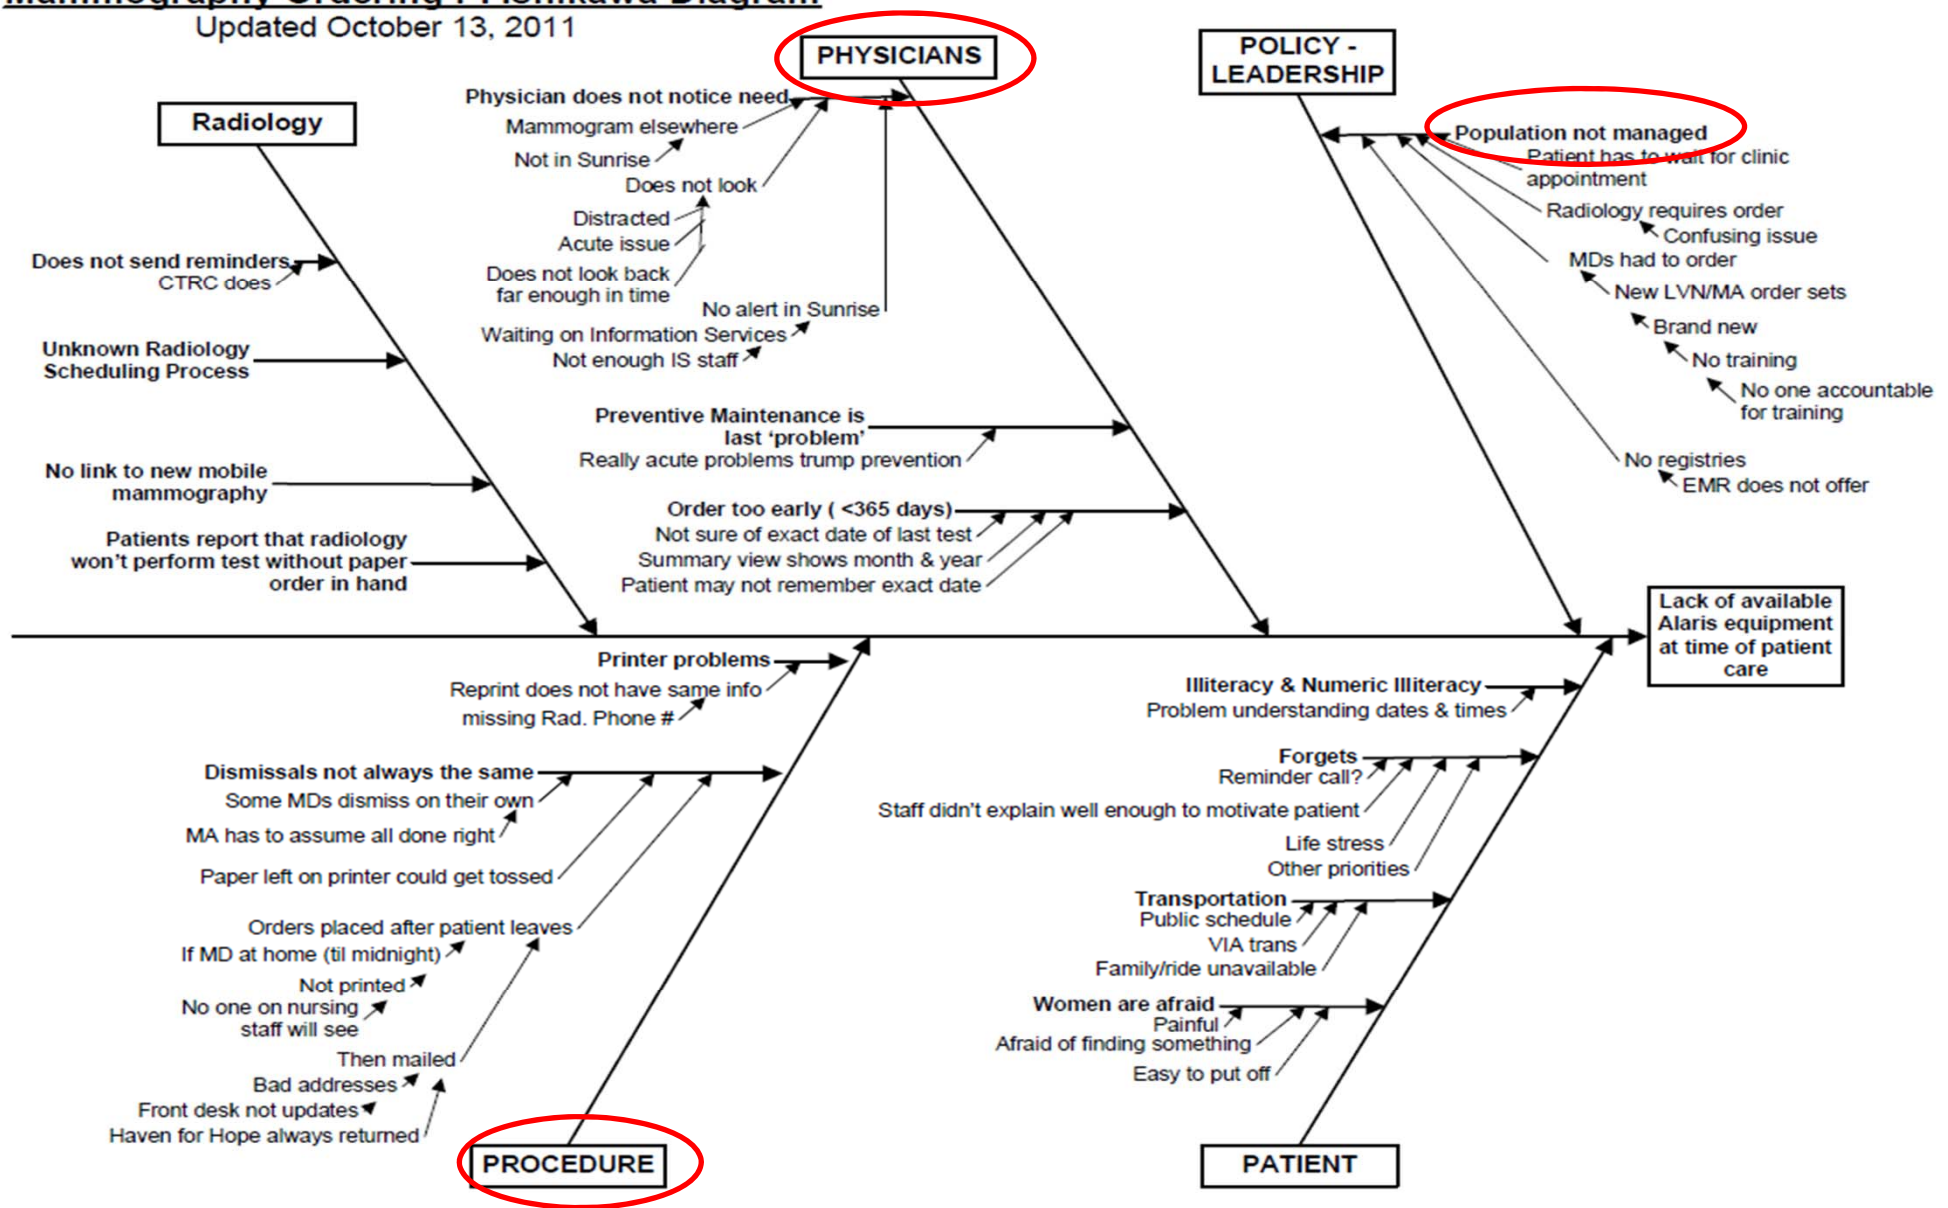 Mammography Ordering : Fishikawa Diagram
Updated October 13, 2011
Radiology
Does not send reminders
CTRC does
Unknown Radiology
Scheduling Process
No link to new mobile
mammography
Patients report that radiology
won't perform test without paper
order in hand
PHYSICIANS
Physician does not notice need
Mammogram elsewhere
Not in Sunrise
Does not look
Distracted
Acute issue
Does not look back
far enough in time
No alert in Sunrise
Waiting on Information Services
Not enough IS staff
Preventive Maintenance is
last ‘problem’
Really acute problems trump prevention
Order too early ( <365 days)
Not sure of exact date of last test
Summary view shows month & year
Patient may not remember exact date
POLICY -
LEADERSHIP
Population not managed
Patient has to wait for clinic
appointment
Radiology requires order
Confusing issue
MDs had to order
New LVN/MA order sets
Brand new
No training
No one accountable
for training
No registries
EMR does not offer
Lack of available
Alaris equipment
at time of patient
care
Printer problems
Reprint does not have same info
missing Rad. Phone #
Dismissals not always the same
Some MDs dismiss on their own
MA has to assume all done right
Paper left on printer could get tossed
Orders placed after patient leaves
If MD at home (til midnight)
Not printed
No one on nursing
staff will see
Then mailed
Bad addresses
Front desk not updates
Haven for Hope always returned
PROCEDURE
Illiteracy & Numeric Illiteracy
Problem understanding dates & times
Forgets
Reminder call?
Staff didn't explain well enough to motivate patient
Life stress
Other priorities
Transportation
Public schedule
VIA trans
Family/ride unavailable
Women are afraid
Painful
Afraid of finding something
Easy to put off
PATIENT